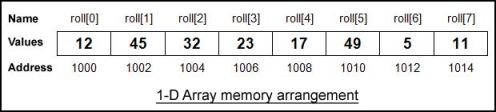 Name roll[0] roll[1] roll[2] roll[3] roll[4] roll[5] roll[6] roll[7]
Values 12 45 32 23 17 49 5 11
Address 1000 1002 1004 1006 1008 1010 1012 1014
1-D Array memory arrangement